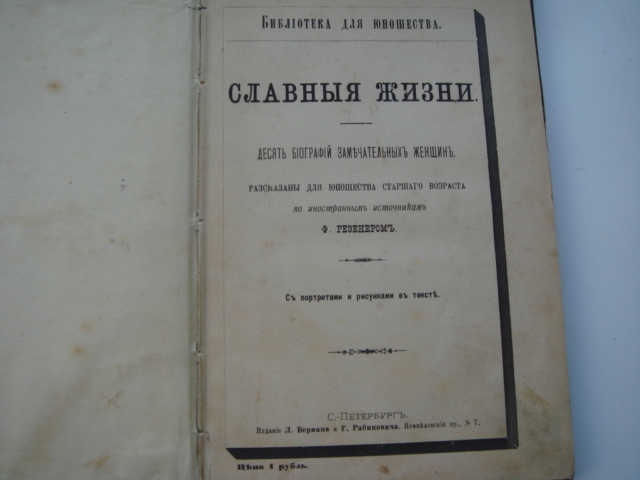 Библіотека для юношества.
СЛАВНЫЯ ЖИЗНИ.
ДЕСЯТЬ БІОГРАФІЙ ЗАМѢЧАТЕЛЬНЫХЪ ЖЕНЩИНЪ.
РАЗСКАЗАНЫ ДЛЯ ЮНОШЕСТВА СТАРШАГО ВОЗРАСТА
по иностраннымъ источникамъ
Ф. РЕЗЕНЕРОМЪ.
Съ портретами и рисунками въ текстѣ.
С.-ПЕТЕРБУРГЪ.
Изданіе Л. Бермана и Г. Рабиновича. Измайловскій пр., № 7.
Цѣна 1 рубль.